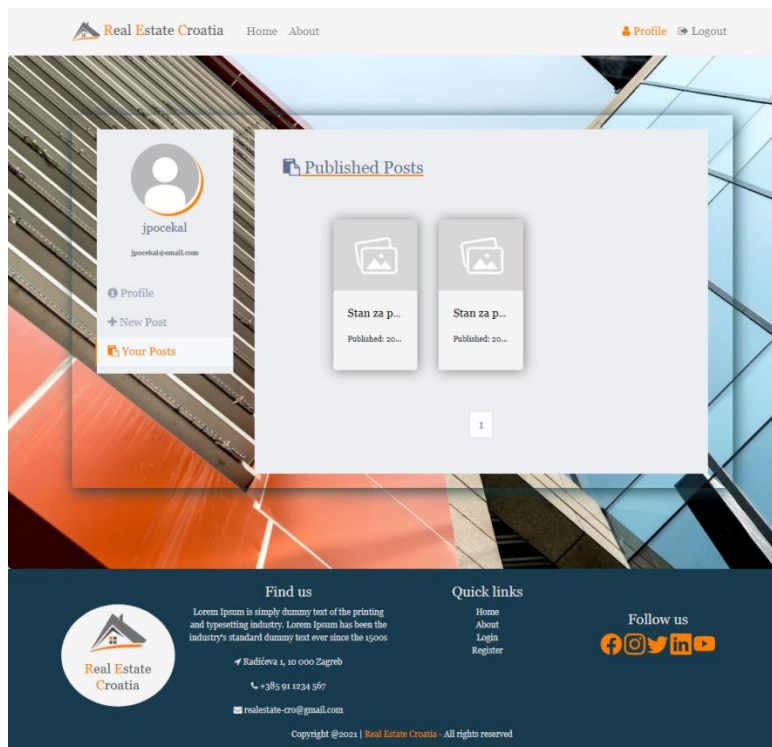 Real Estate Croatia Home About Profile Logout
Published Posts
jpocekal
jpocekal@email.com
Profile
New Post
Your Posts
Stan za p... Stan za p...
Published: 20... Published: 20...
1
Find us
Lorem Ipsum is simply dummy text of the printing
and typesetting industry. Lorem Ipsum has been the
industry's standard dummy text ever since the 1500s
Radićeva 1, 10 000 Zagreb
+385 91 1234 567
realestate-cro@gmail.com
Quick links
Home
About
Login
Register
Follow us
Real Estate
Croatia
Copyright @2021 | Real Estate Croatia - All rights reserved